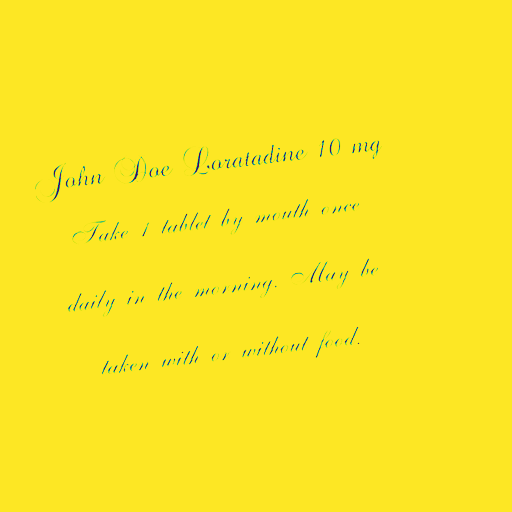 John Doe Loratadine 10 mg
Take 1 tablet by mouth once
daily in the morning. May be
taken with or without food.